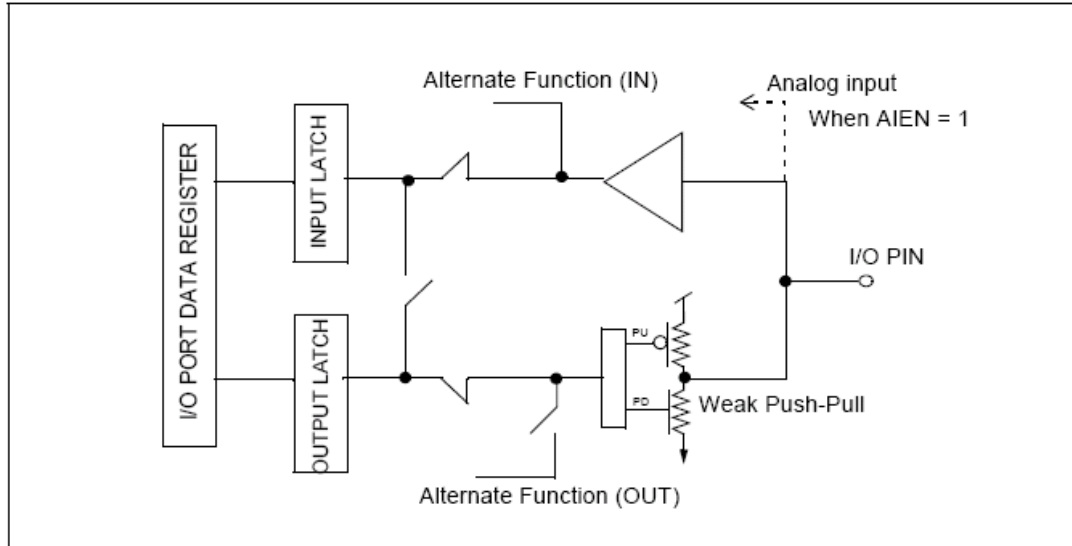 Alternate Function (IN)
Analog input
When AIEN = 1
I/O PORT DATA REGISTER
INPUT LATCH
I/O PIN
OUTPUT LATCH
PU
PD
Weak Push-Pull
Alternate Function (OUT)